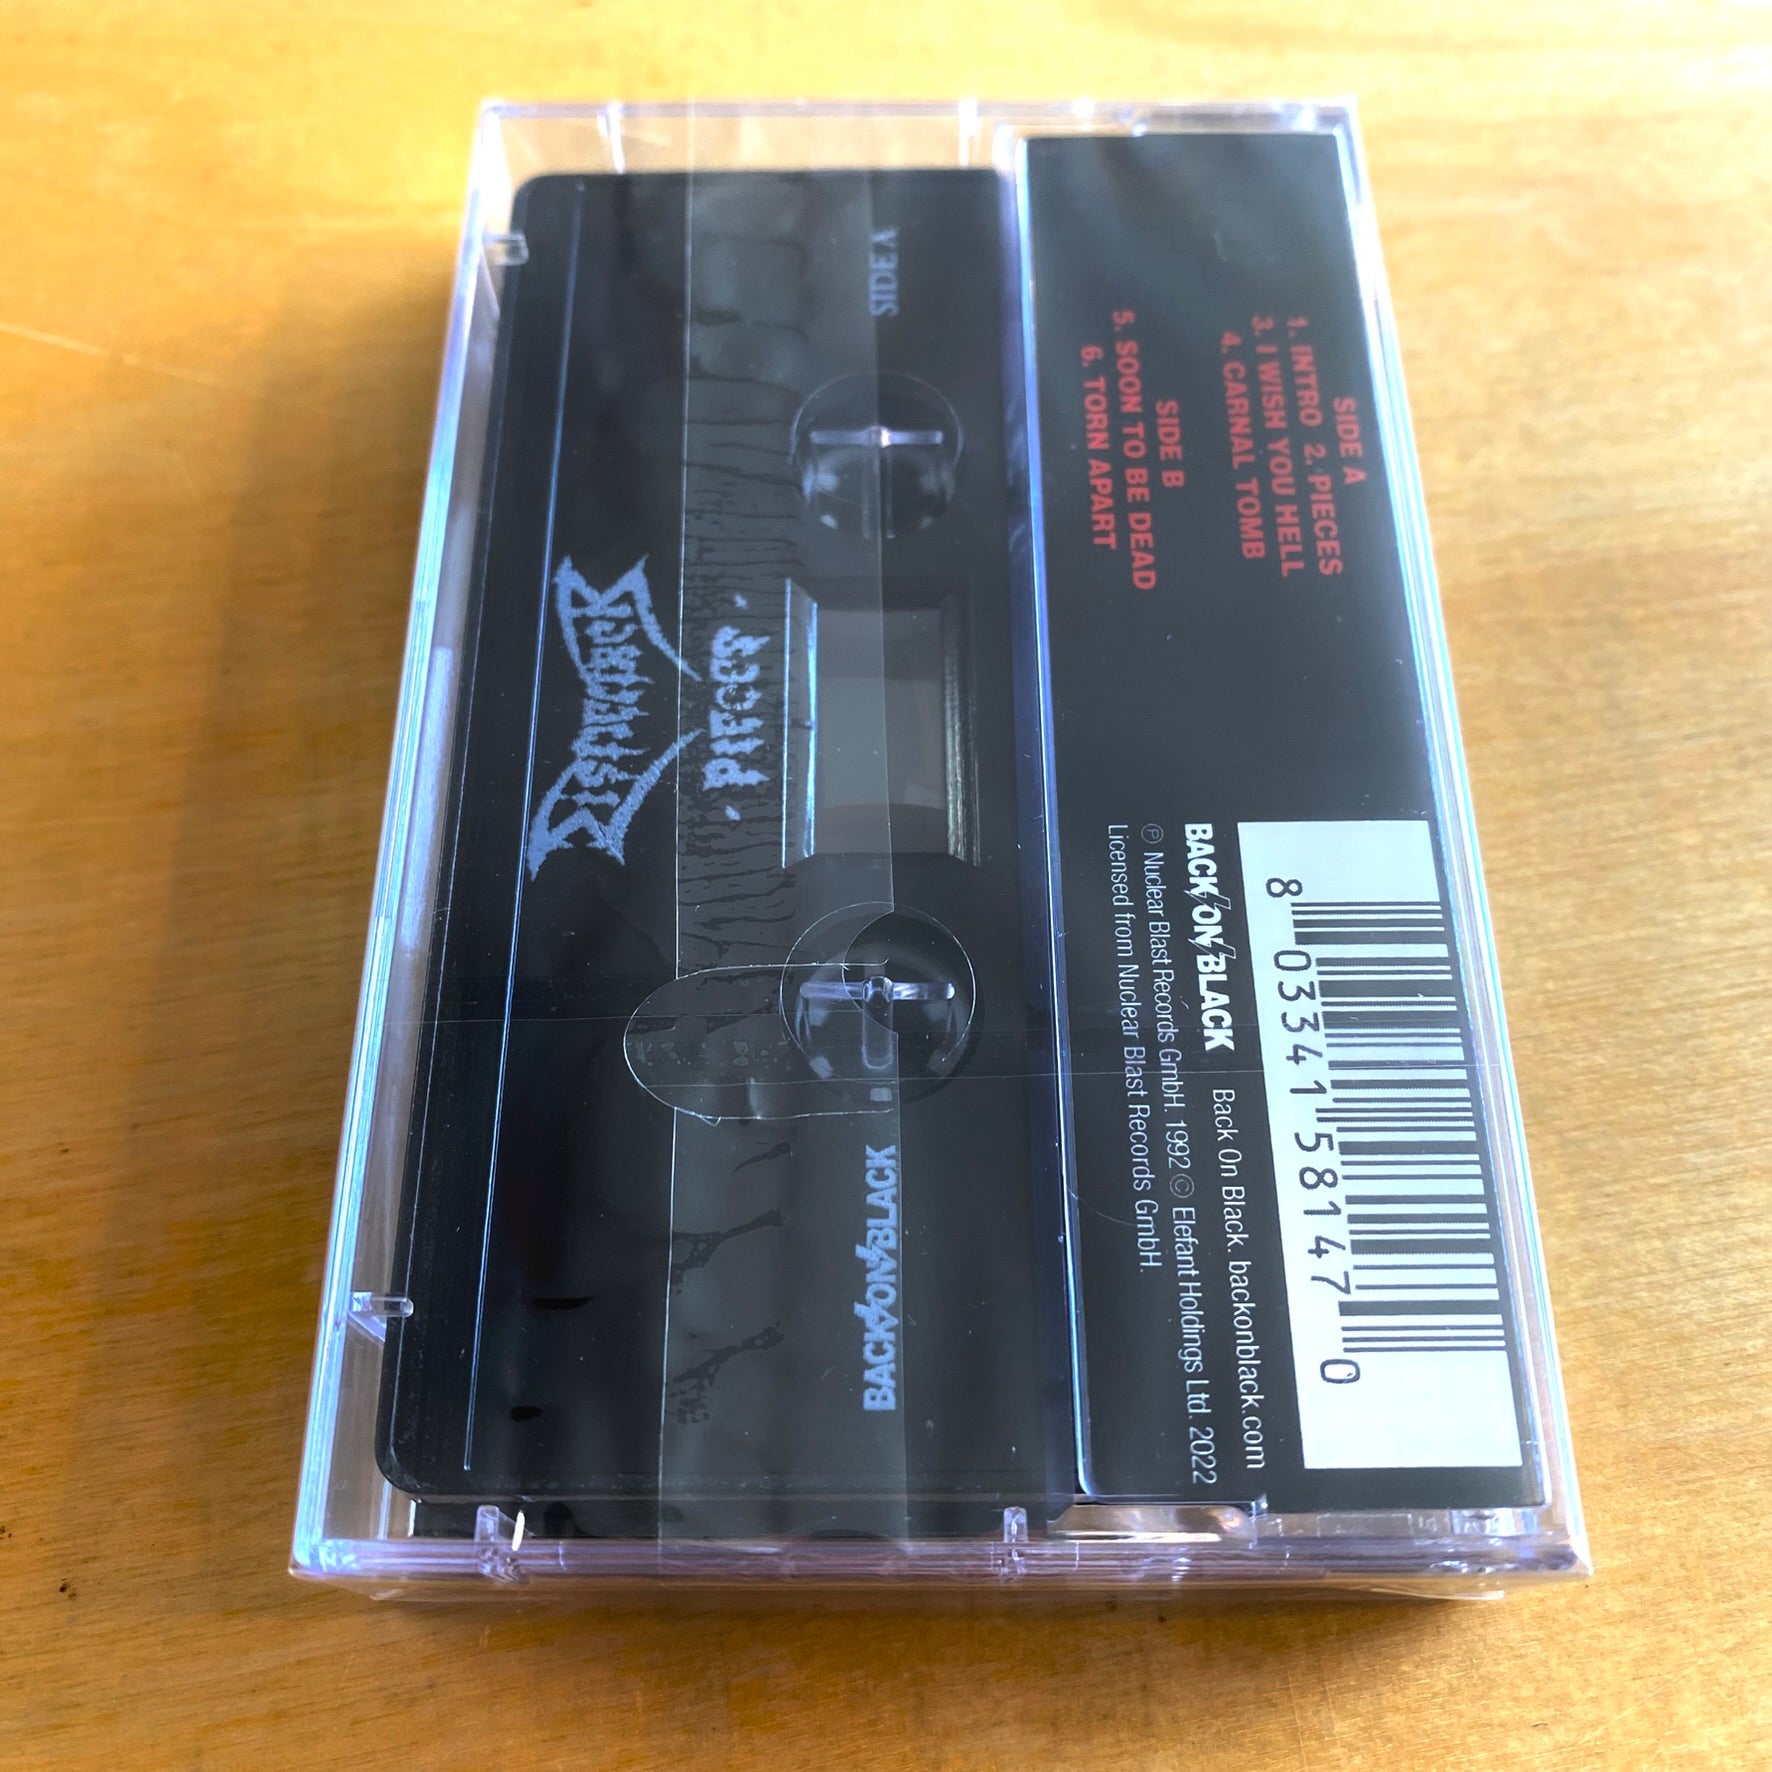 SIDE A
1. INTRO 2. PIECES
3. I WISH YOU HELL
4. CARNAL TOMB
SIDE B
5. SOON TO BE DEAD
6. TORN APART
BACK ON BLACK Back On Black. backonblack.com
Ⓟ Nuclear Blast Records GmbH. 1992 © Elefant Holdings Ltd. 2022
Licensed from Nuclear Blast Records GmbH.
8 033415 81470
SIDE
BACK ON BLACK
· PIECES ·
DISMEMBER